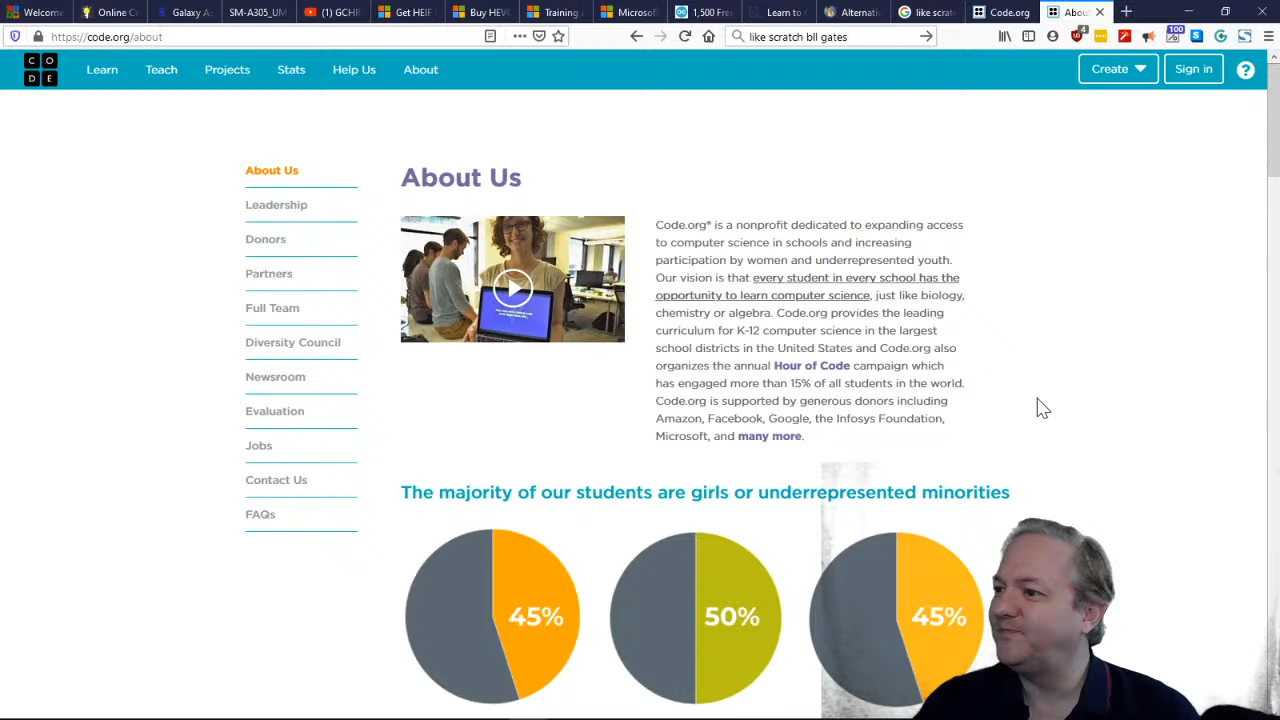 Welcome
Online Co
Galaxy A
SM-A305_UM
(1) GCHR
Get HEIF
Buy HEVC
Training
Microsof
1,500 Free
Learn to
Alternativ
like scrat
Code.org
Abou
https://code.org/about
like scratch bll gates
4
100
CO
DE
Learn
Teach
Projects
Stats
Help Us
About
Create
Sign in
?
About Us
Leadership
Donors
Partners
Full Team
Diversity Council
Newsroom
Evaluation
Jobs
Contact Us
FAQs
About Us
Code.org® is a nonprofit dedicated to expanding access
to computer science in schools and increasing
participation by women and underrepresented youth.
Our vision is that every student in every school has the
opportunity to learn computer science, just like biology,
chemistry or algebra. Code.org provides the leading
curriculum for K-12 computer science in the largest
school districts in the United States and Code.org also
organizes the annual Hour of Code campaign which
has engaged more than 15% of all students in the world.
Code.org is supported by generous donors including
Amazon, Facebook, Google, the Infosys Foundation,
Microsoft, and many more.
The majority of our students are girls or underrepresented minorities
45%
50%
45%